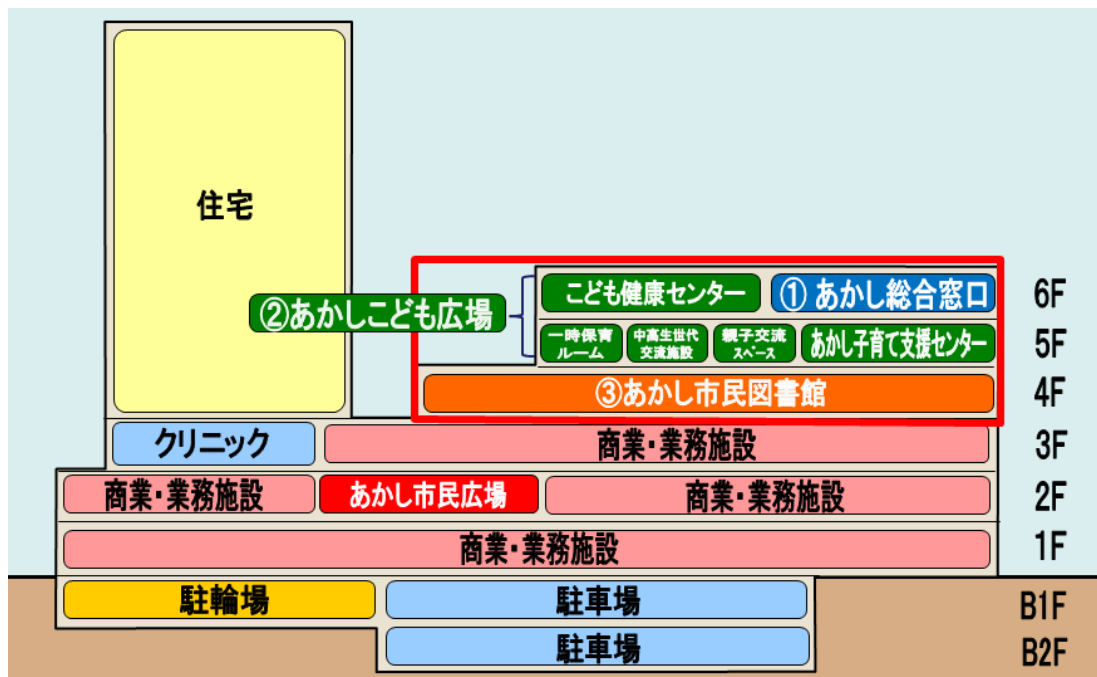 住宅
②あかしこども広場
こども健康センター
① あかし総合窓口
6F
一時保育
ルーム
中高生世代
交流施設
親子交流
スペース
あかし子育て支援センター
5F
③あかし市民図書館
4F
クリニック
商業・業務施設
3F
商業・業務施設
あかし市民広場
商業・業務施設
2F
商業・業務施設
1F
駐輪場
駐車場
B1F
駐車場
B2F